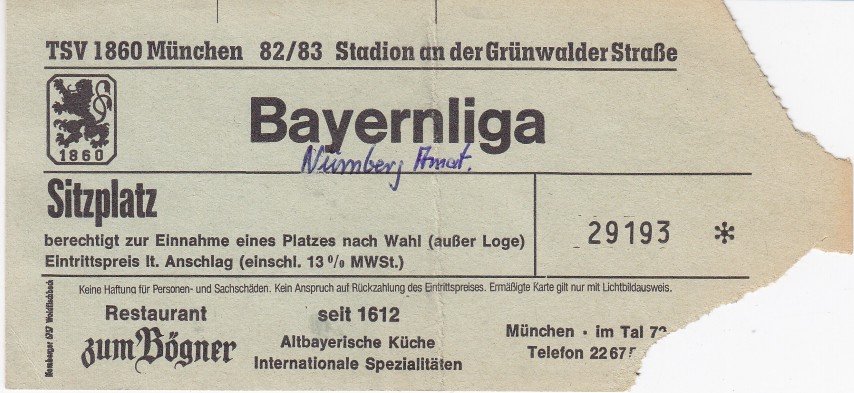 TSV 1860 München 82/83 Stadion an der Grünwalder Straße
1860
Bayernliga
Nürnberg Amat.
Sitzplatz
berechtigt zur Einnahme eines Platzes nach Wahl (außer Loge)
Eintrittspreis lt. Anschlag (einschl. 13% MWSt.)
29193 *
Keine Haftung für Personen- und Sachschäden. Kein Anspruch auf Rückzahlung des Eintrittspreises. Ermäßigte Karte gilt nur mit Lichtbildausweis.
Restaurant
zum Bögner
seit 1612
Altbayerische Küche
Internationale Spezialitäten
München · im Tal 72
Telefon 2267